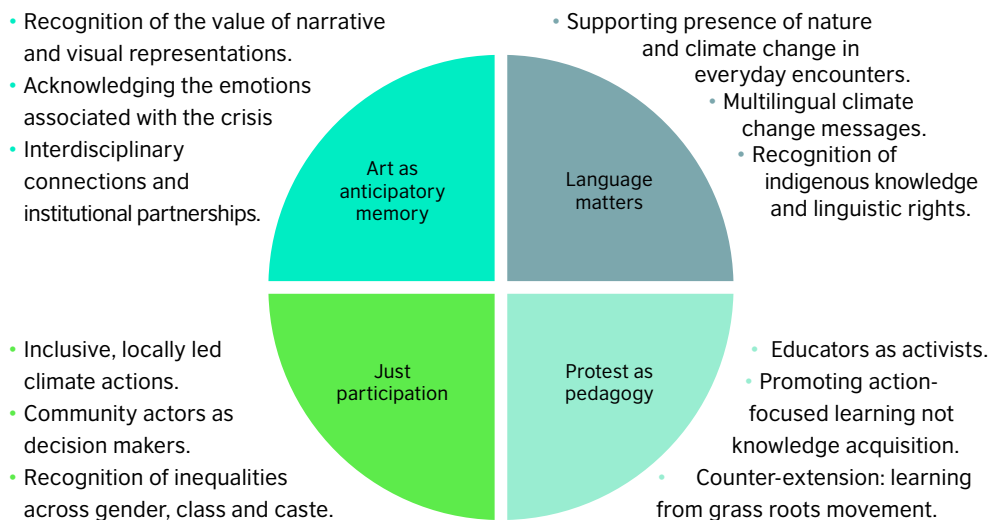 • Recognition of the value of narrative
and visual representations.
• Acknowledging the emotions
associated with the crisis
• Interdisciplinary
connections and
institutional partnerships.
• Supporting presence of nature
and climate change in
everyday encounters.
• Multilingual climate
change messages.
• Recognition of
indigenous knowledge
and linguistic rights.
Art as
anticipatory
memory
Language
matters
Just
participation
Protest as
pedagogy
• Inclusive, locally led
climate actions.
• Community actors as
decision makers.
• Recognition of inequalities
across gender, class and caste.
• Educators as activists.
• Promoting action-
focused learning not
knowledge acquisition.
• Counter-extension: learning
from grass roots movement.